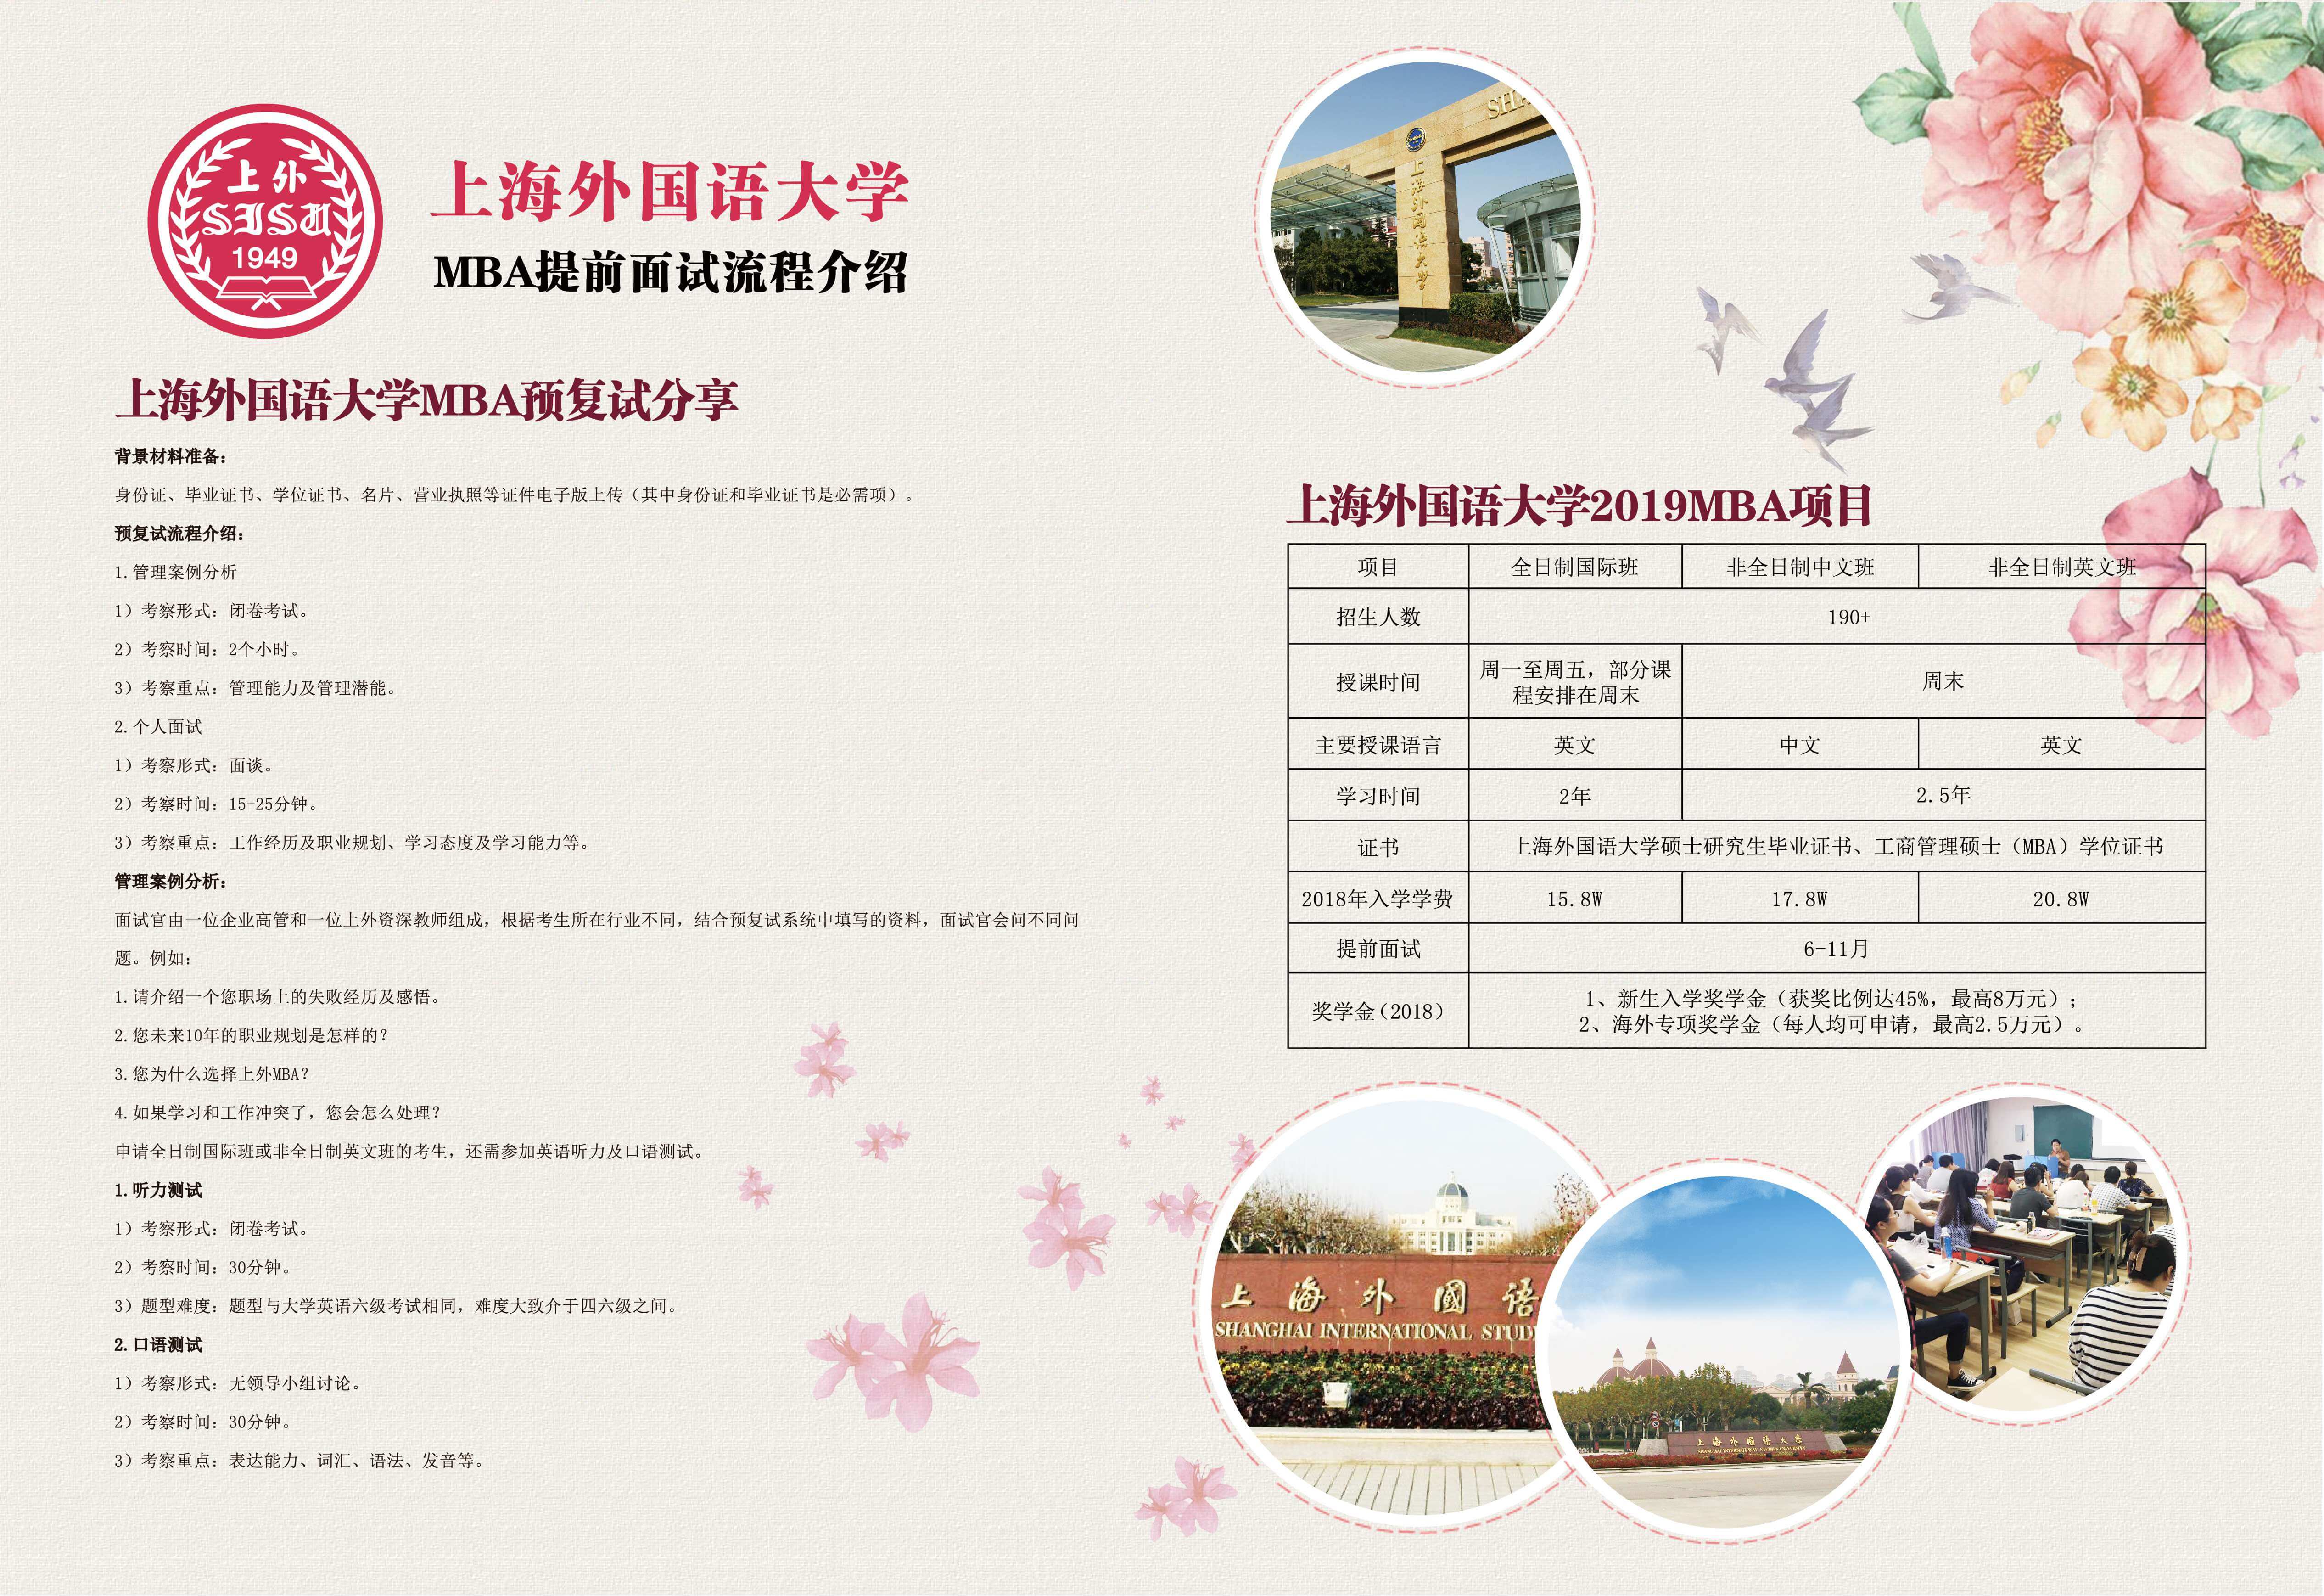 上外
SISU
1949
上海外国语大学
MBA提前面试流程介绍
上海外国语大学MBA预复试分享
背景材料准备：
身份证、毕业证书、学位证书、名片、营业执照等证件电子版上传（其中身份证和毕业证书是必需项）。
预复试流程介绍：
1.管理案例分析
1）考察形式：闭卷考试。
2）考察时间：2个小时。
3）考察重点：管理能力及管理潜能。
2.个人面试
1）考察形式：面谈。
2）考察时间：15-25分钟。
3）考察重点：工作经历及职业规划、学习态度及学习能力等。
管理案例分析：
面试官由一位企业高管和一位上外资深教师组成，根据考生所在行业不同，结合预复试系统中填写的资料，面试官会问不同问
题。例如：
1.请介绍一个您职场上的失败经历及感悟。
2.您未来10年的职业规划是怎样的？
3.您为什么选择上外MBA？
4.如果学习和工作冲突了，您会怎么处理？
申请全日制国际班或非全日制英文班的考生，还需参加英语听力及口语测试。
1.听力测试
1）考察形式：闭卷考试。
2）考察时间：30分钟。
3）题型难度：题型与大学英语六级考试相同，难度大致介于四六级之间。
2.口语测试
1）考察形式：无领导小组讨论。
2）考察时间：30分钟。
3）考察重点：表达能力、词汇、语法、发音等。
SHA
上海外国语大学
上海外国语大学2019MBA项目
项目 全日制国际班 非全日制中文班 非全日制英文班
招生人数 190+
授课时间 周一至周五，部分课
程安排在周末 周末
主要授课语言 英文 中文 英文
学习时间 2年 2.5年
证书 上海外国语大学硕士研究生毕业证书、工商管理硕士（MBA）学位证书
2018年入学学费 15.8W 17.8W 20.8W
提前面试 6-11月
奖学金（2018） 1、新生入学奖学金（获奖比例达45%，最高8万元）；
2、海外专项奖学金（每人均可申请，最高2.5万元）。
上海外國语
SHANGHAI INTERNATIONAL STUDI
上海外国语大学
SHANGHAI INTERNATIONAL STUDIES UNIVERSITY